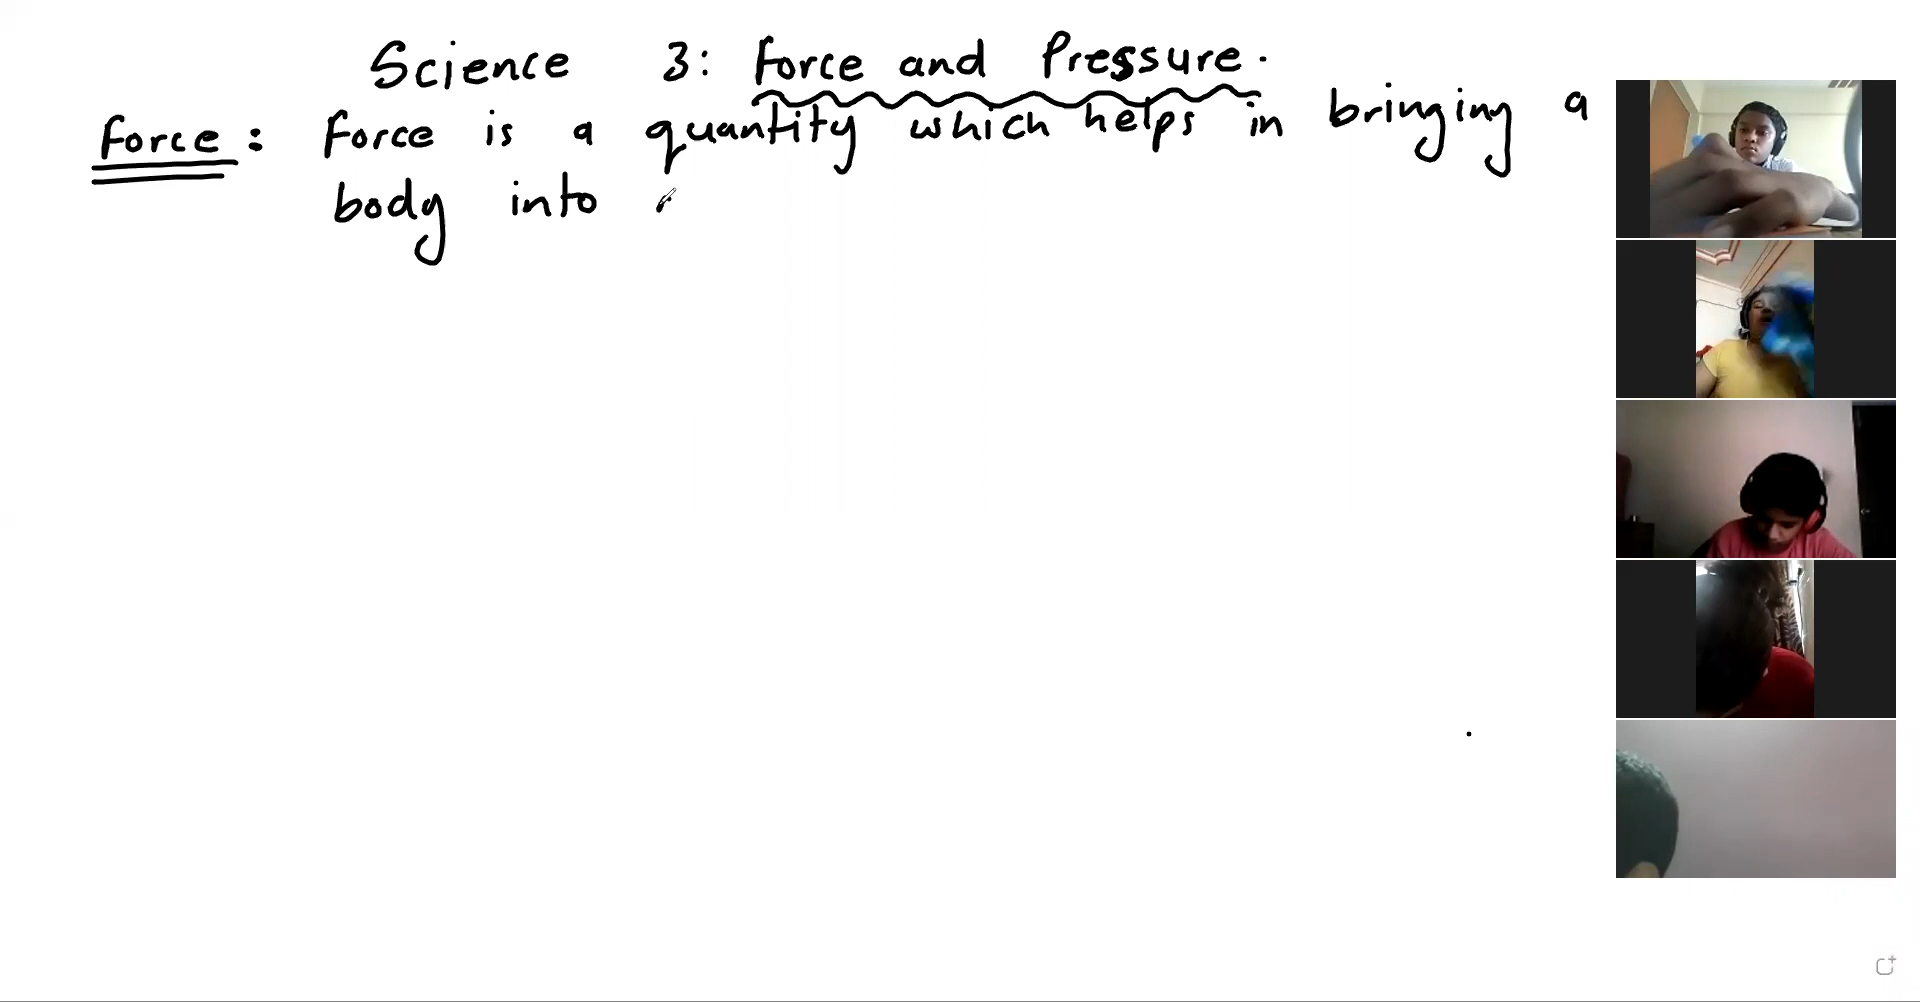 Science 3: Force and Pressure.
Force: Force is a quantity which helps in bringing a
body into